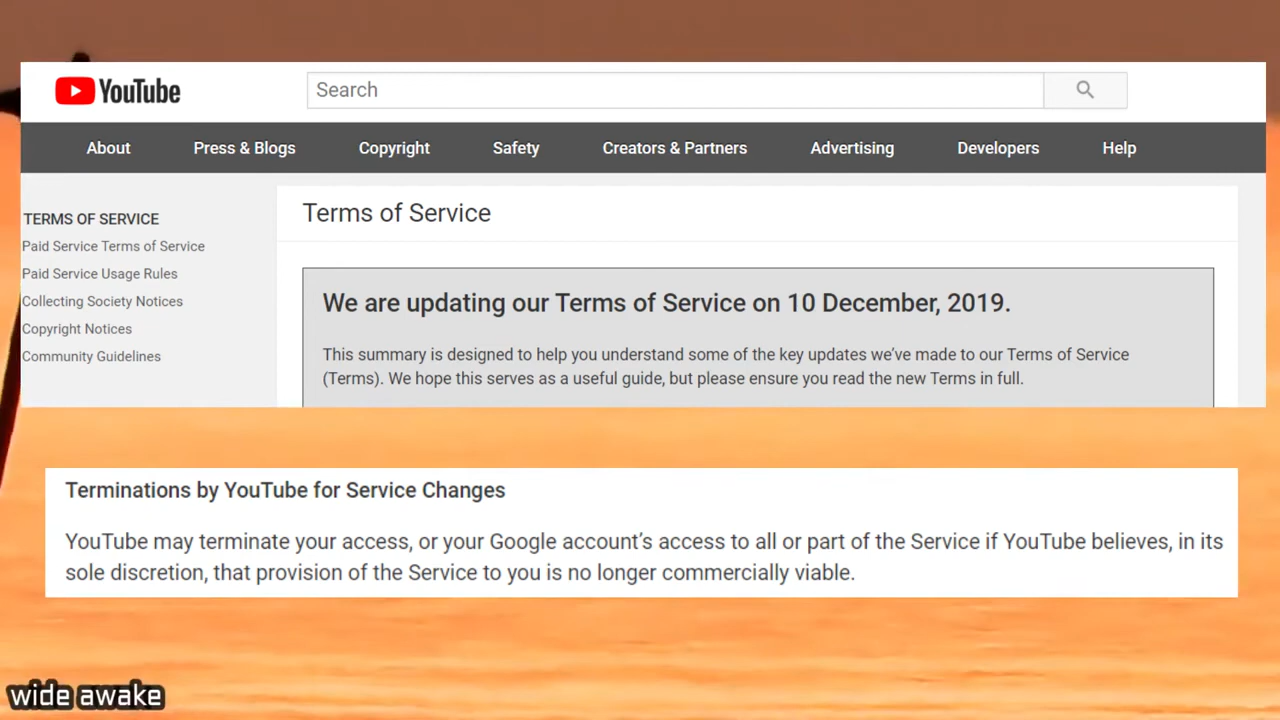 YouTube
Search
About Press & Blogs Copyright Safety Creators & Partners Advertising Developers Help
TERMS OF SERVICE
Paid Service Terms of Service
Paid Service Usage Rules
Collecting Society Notices
Copyright Notices
Community Guidelines
Terms of Service
We are updating our Terms of Service on 10 December, 2019.
This summary is designed to help you understand some of the key updates we’ve made to our Terms of Service
(Terms). We hope this serves as a useful guide, but please ensure you read the new Terms in full.
Terminations by YouTube for Service Changes
YouTube may terminate your access, or your Google account’s access to all or part of the Service if YouTube believes, in its
sole discretion, that provision of the Service to you is no longer commercially viable.
wide awake